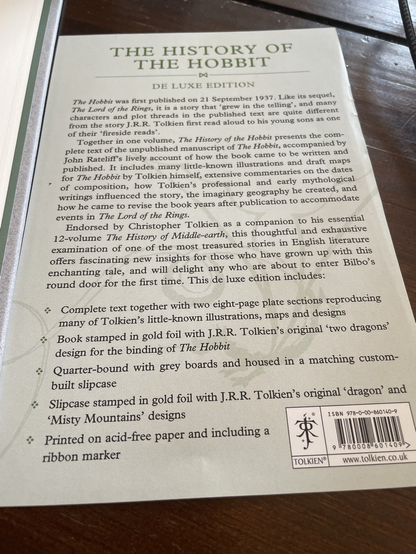 THE HISTORY OF
THE HOBBIT
DE LUXE EDITION
The Hobbit was first published on 21 September 1937. Like its sequel,
The Lord of the Rings, it is a story that ‘grew in the telling’, and many
characters and plot threads in the published text are quite different
from the story J.R.R. Tolkien first read aloud to his young sons as one
of their ‘fireside reads’.
Together in one volume, The History of the Hobbit presents the com-
plete text of the unpublished manuscript of The Hobbit, accompanied by
John Rateliff’s lively account of how the book came to be written and
published. It includes many little-known illustrations and draft maps
for The Hobbit by Tolkien himself, extensive commentaries on the dates
of composition, how Tolkien’s professional and early mythological
writings influenced the story, the imaginary geography he created, and
how he came to revise the book years after publication to accommodate
events in The Lord of the Rings.
Endorsed by Christopher Tolkien as a companion to his essential
12-volume The History of Middle-earth, this thoughtful and exhaustive
examination of one of the most treasured stories in English literature
offers fascinating new insights for those who have grown up with this
enchanting tale, and will delight any who are about to enter Bilbo’s
round door for the first time. This de luxe edition includes:
Complete text together with two eight-page plate sections reproducing
many of Tolkien’s little-known illustrations, maps and designs
Book stamped in gold foil with J.R.R. Tolkien’s original ‘two dragons’
design for the binding of The Hobbit
Quarter-bound with grey boards and housed in a matching custom-
built slipcase
Slipcase stamped in gold foil with J.R.R. Tolkien’s original ‘dragon’ and
‘Misty Mountains’ designs
Printed on acid-free paper and including a
ribbon marker
TOLKIEN®
ISBN 978-0-00-860140-9
9 780008 601409 >
www.tolkien.co.uk